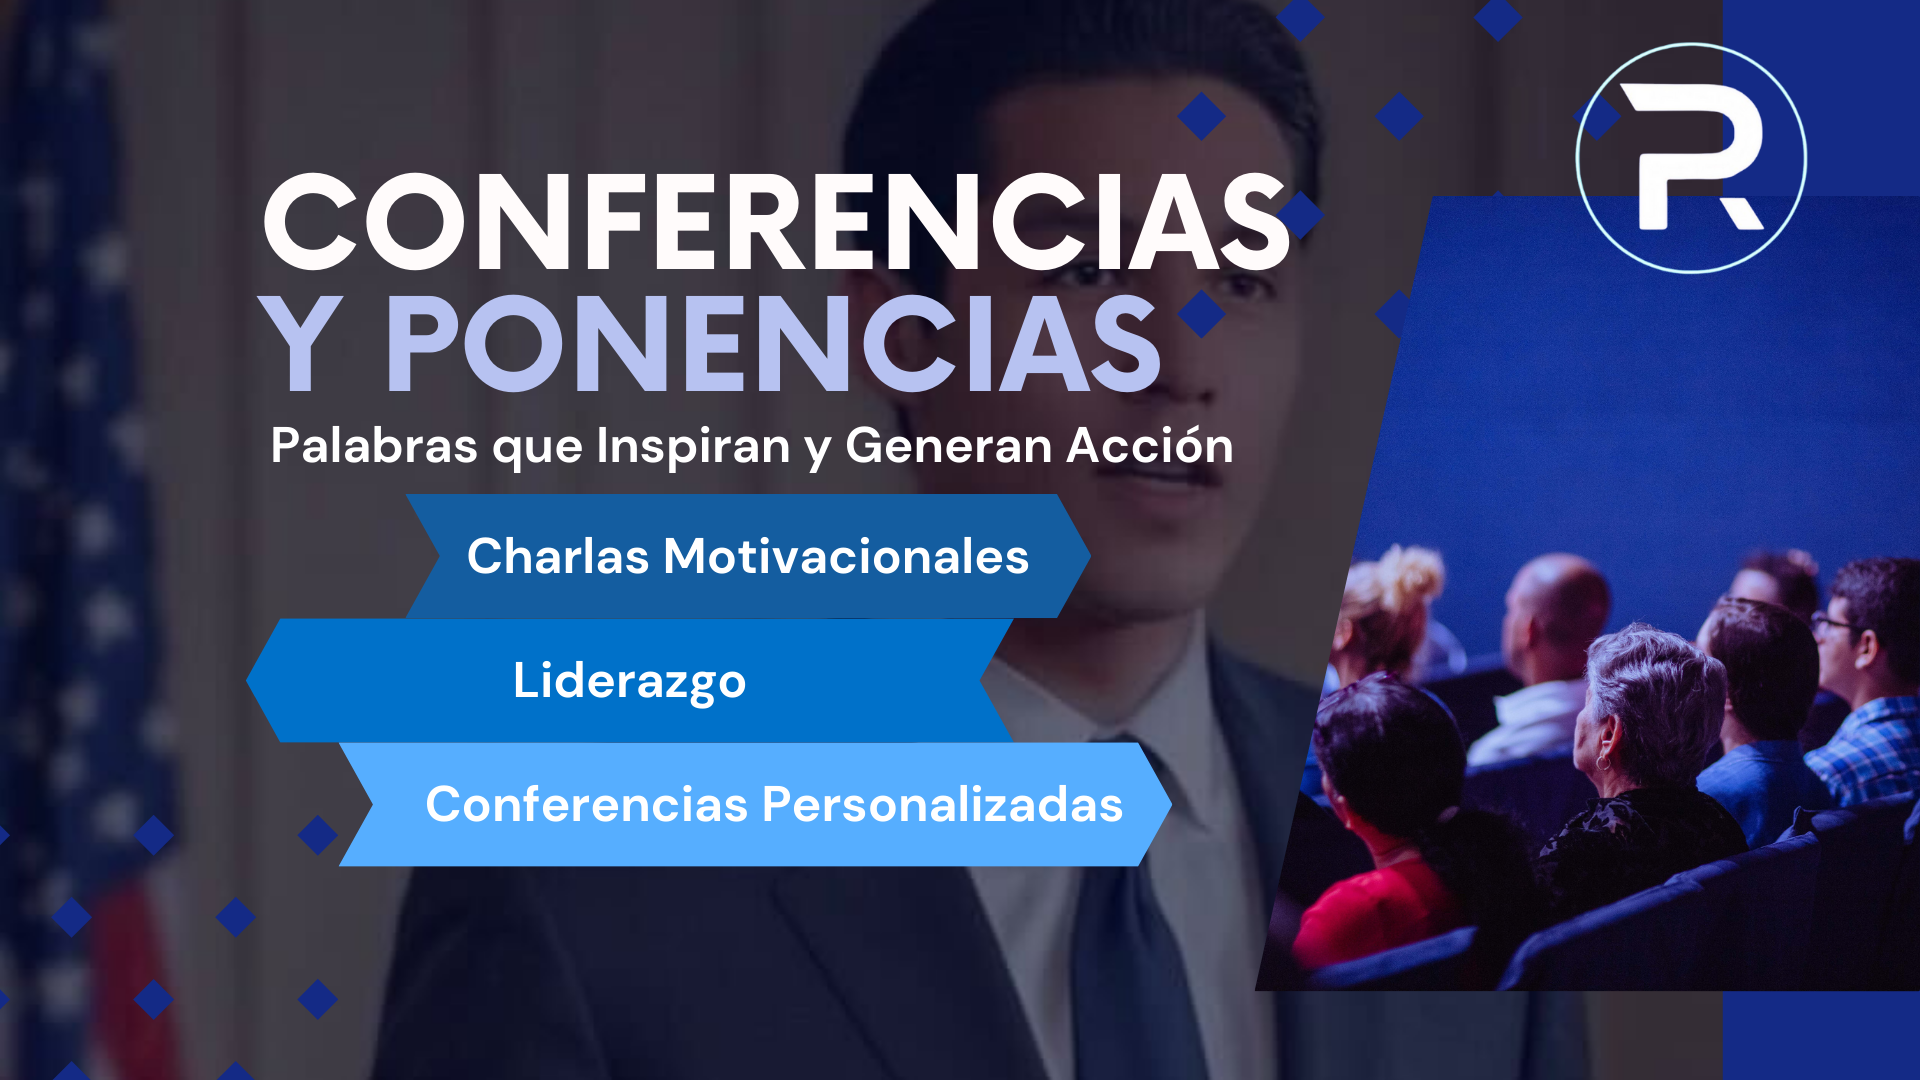 CONFERENCIAS
Y PONENCIAS
Palabras que Inspiran y Generan Acción
Charlas Motivacionales
Liderazgo
Conferencias Personalizadas
R